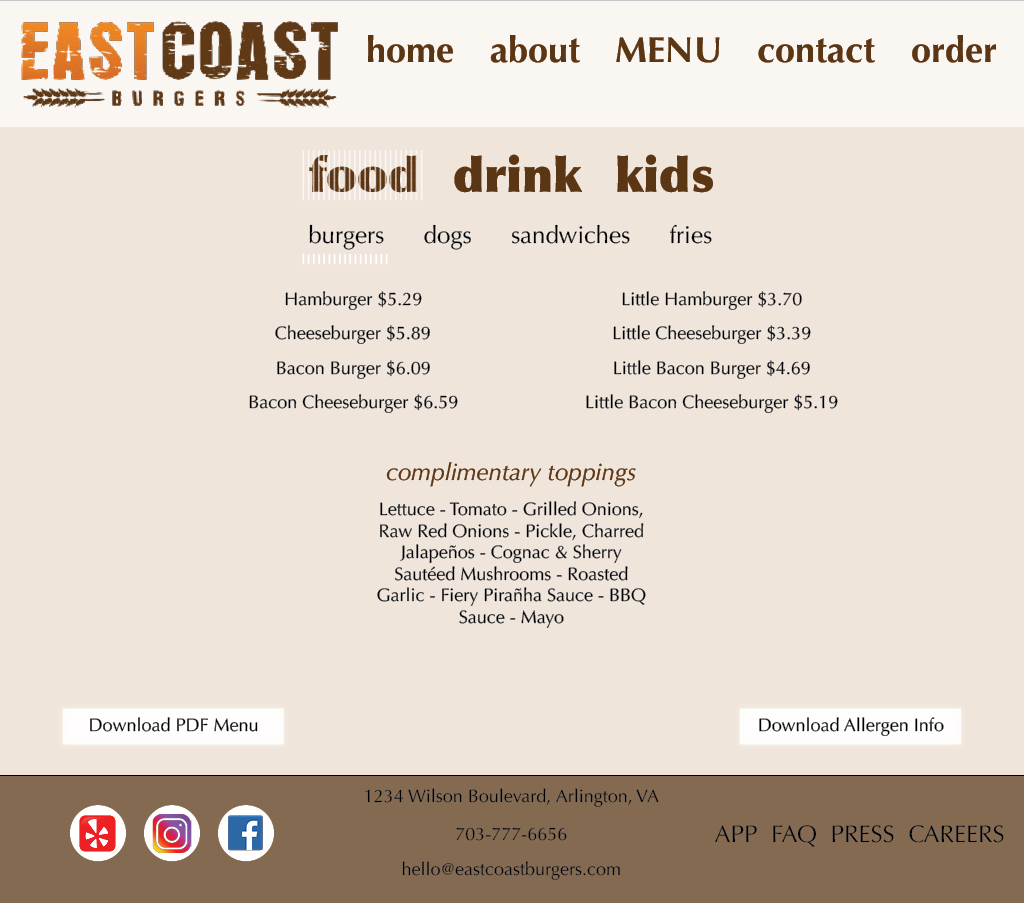 EASTCOAST
BURGERS
home about MENU contact order
food drink kids
burgers dogs sandwiches fries
Hamburger $5.29
Cheeseburger $5.89
Bacon Burger $6.09
Bacon Cheeseburger $6.59
Little Hamburger $3.70
Little Cheeseburger $3.39
Little Bacon Burger $4.69
Little Bacon Cheeseburger $5.19
complimentary toppings
Lettuce - Tomato - Grilled Onions,
Raw Red Onions - Pickle, Charred
Jalapeños - Cognac & Sherry
Sautéed Mushrooms - Roasted
Garlic - Fiery Pirañha Sauce - BBQ
Sauce - Mayo
Download PDF Menu
Download Allergen Info
1234 Wilson Boulevard, Arlington, VA
703-777-6656
hello@eastcoastburgers.com
APP FAQ PRESS CAREERS